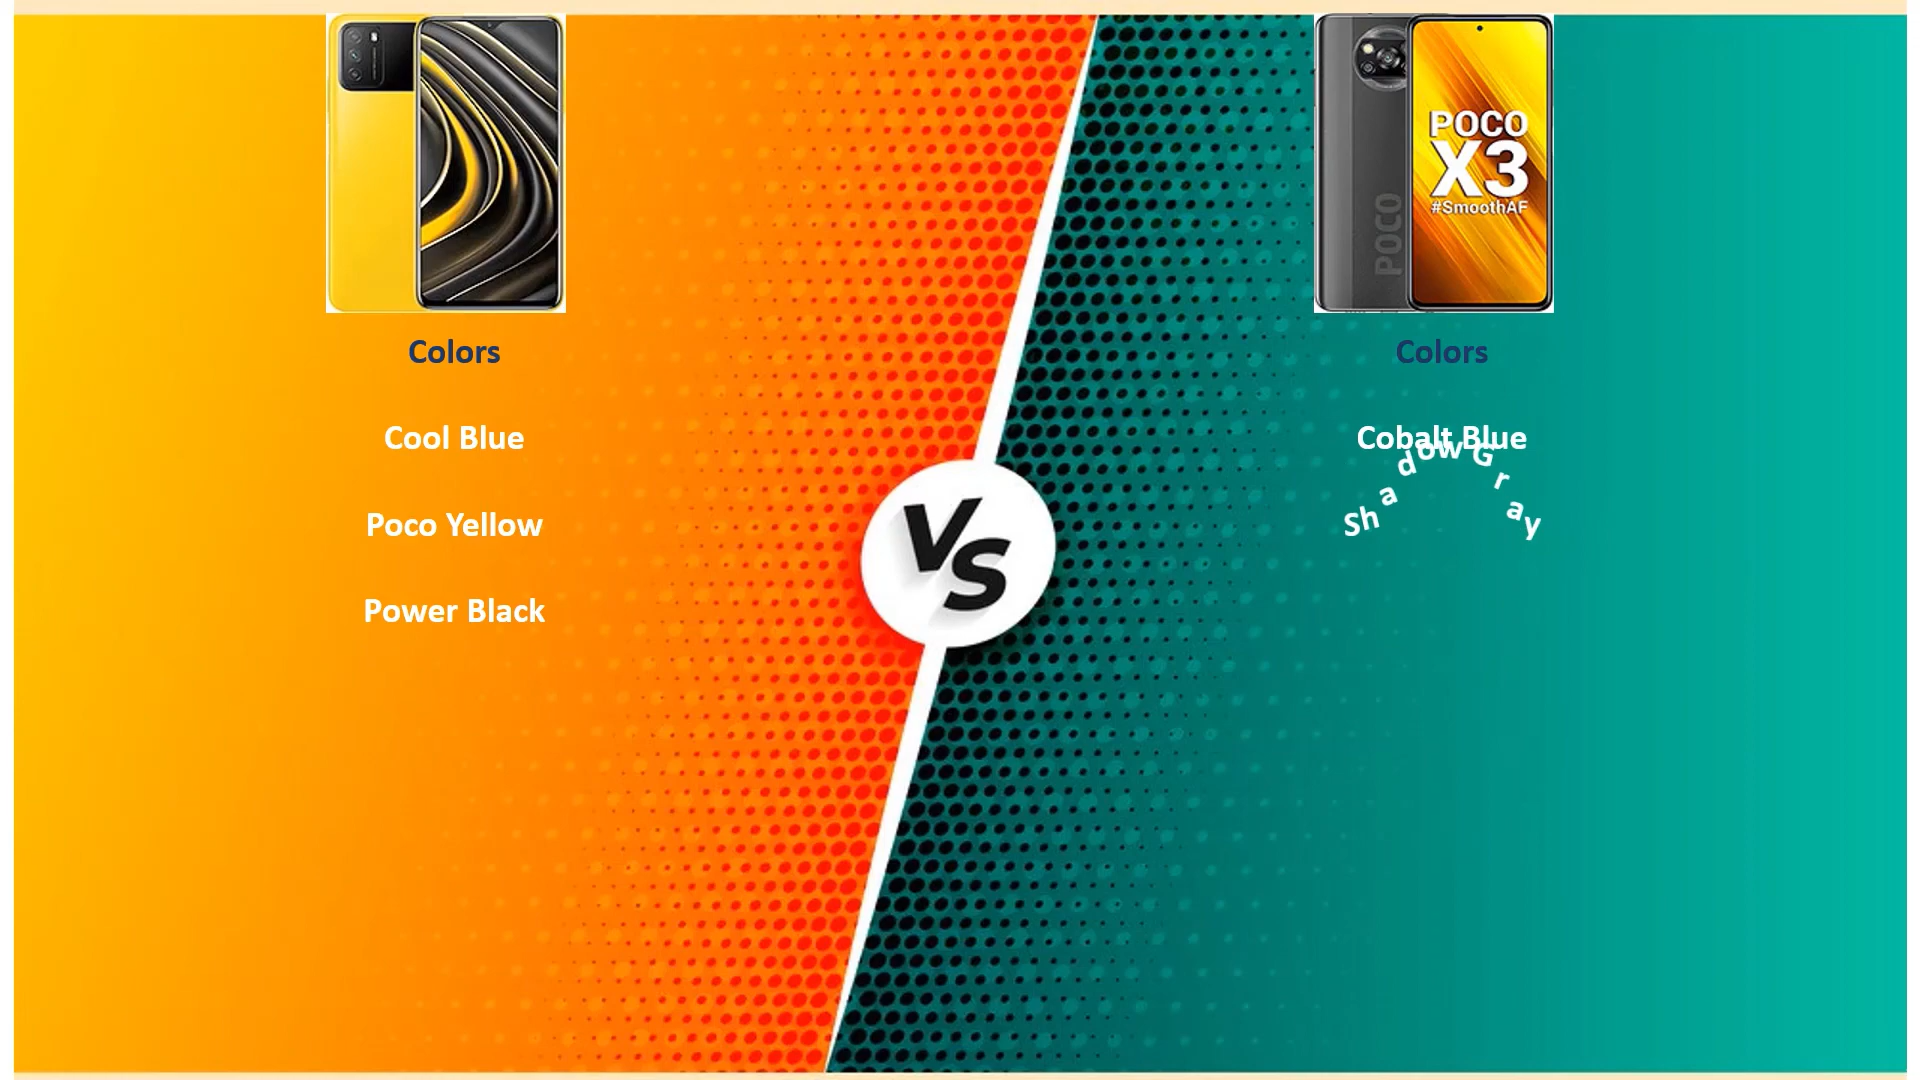 POCO
X3
#SmoothAF
POCO
Colors
Cool Blue
Poco Yellow
Power Black
VS
Colors
Cobalt Blue
Shadow Gray